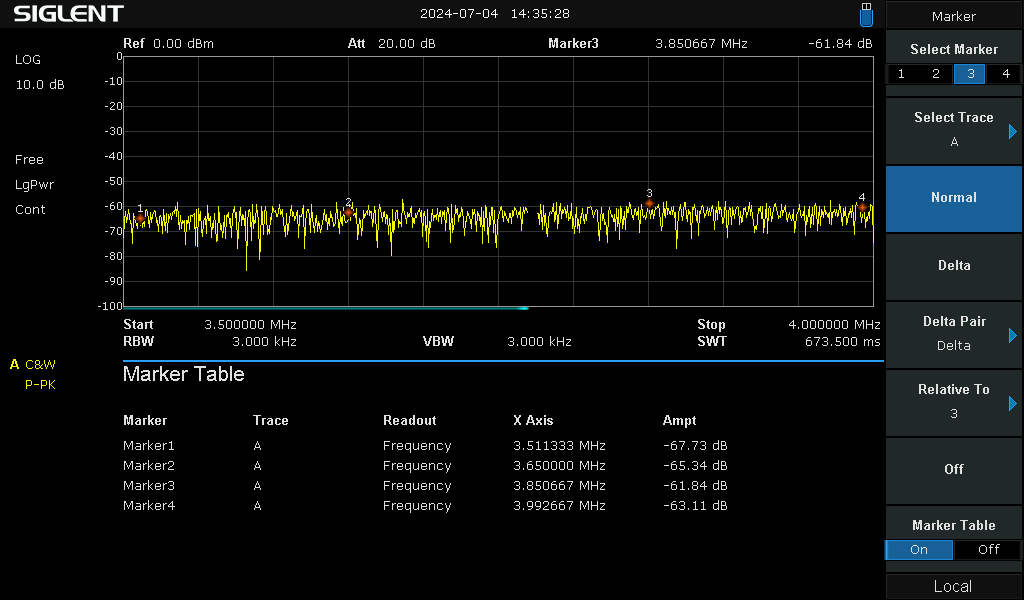 SIGLENT
2024-07-04 14:35:28
Marker
Ref 0.00 dBm Att 20.00 dB Marker3 3.850667 MHz -61.84 dB
LOG
10.0 dB
Free
LgPwr
Cont
0
-10
-20
-30
-40
-50
-60
-70
-80
-90
-100
1 2 3 4
Start 3.500000 MHz Stop 4.000000 MHz
RBW 3.000 kHz VBW 3.000 kHz SWT 673.500 ms
A C&W
P-PK
Marker Table
Marker Trace Readout X Axis Ampt
Marker1 A Frequency 3.511333 MHz -67.73 dB
Marker2 A Frequency 3.650000 MHz -65.34 dB
Marker3 A Frequency 3.850667 MHz -61.84 dB
Marker4 A Frequency 3.992667 MHz -63.11 dB
Select Marker
1 2 3 4
Select Trace
A
Normal
Delta
Delta Pair
Delta
Relative To
3
Off
Marker Table
On Off
Local